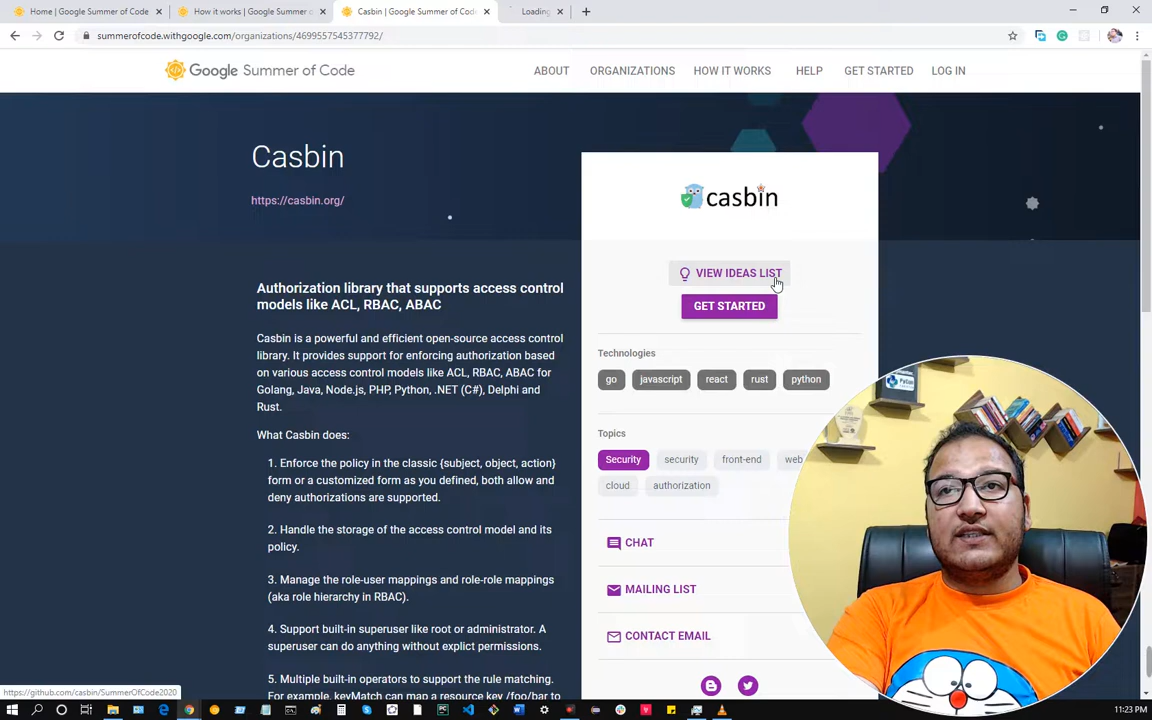 Home | Google Summer of Code
How it works | Google Summer o
Casbin | Google Summer of Code
Loading
summerofcode.withgoogle.com/organizations/4699557545377792/
Google Summer of Code
ABOUT
ORGANIZATIONS
HOW IT WORKS
HELP
GET STARTED
LOG IN
Casbin
https://casbin.org/
casbin
VIEW IDEAS LIST
GET STARTED
Authorization library that supports access control
models like ACL, RBAC, ABAC
Casbin is a powerful and efficient open-source access control
library. It provides support for enforcing authorization based
on various access control models like ACL, RBAC, ABAC for
Golang, Java, Node.js, PHP, Python, .NET (C#), Delphi and
Rust.
What Casbin does:
1. Enforce the policy in the classic {subject, object, action}
form or a customized form as you defined, both allow and
deny authorizations are supported.
2. Handle the storage of the access control model and its
policy.
3. Manage the role-user mappings and role-role mappings
(aka role hierarchy in RBAC).
4. Support built-in superuser like root or administrator. A
superuser can do anything without explict permissions.
5. Multiple built-in operators to support the rule matching.
For example, keyMatch can map a resource key /foo/bar to
Technologies
go
javascript
react
rust
python
Topics
Security
security
front-end
web
cloud
authorization
CHAT
MAILING LIST
CONTACT EMAIL
https://github.com/casbin/SummerOfCode2020
11:23 PM